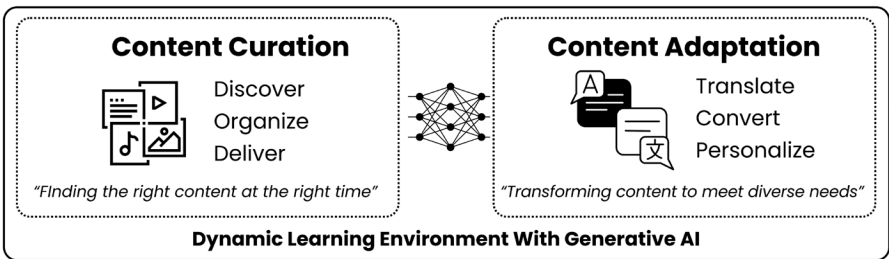 Content Curation
Discover
Organize
Deliver
“FInding the right content at the right time”
Content Adaptation
A
文
Translate
Convert
Personalize
“Transforming content to meet diverse needs”
Dynamic Learning Environment With Generative AI